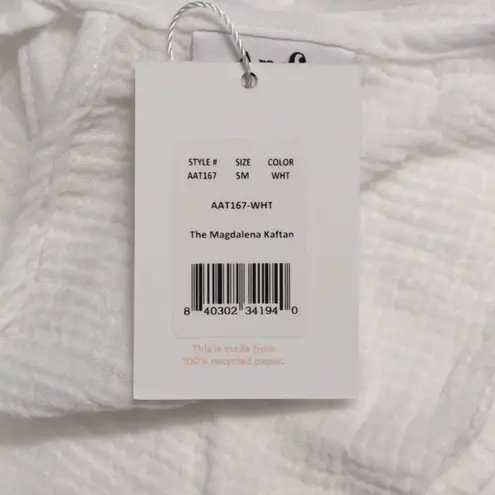 STYLE # SIZE COLOR
AAT167 SM WHT
AAT167-WHT
The Magdalena Kaftan
8 40302 34194 0
This is made from
100% recycled paper.